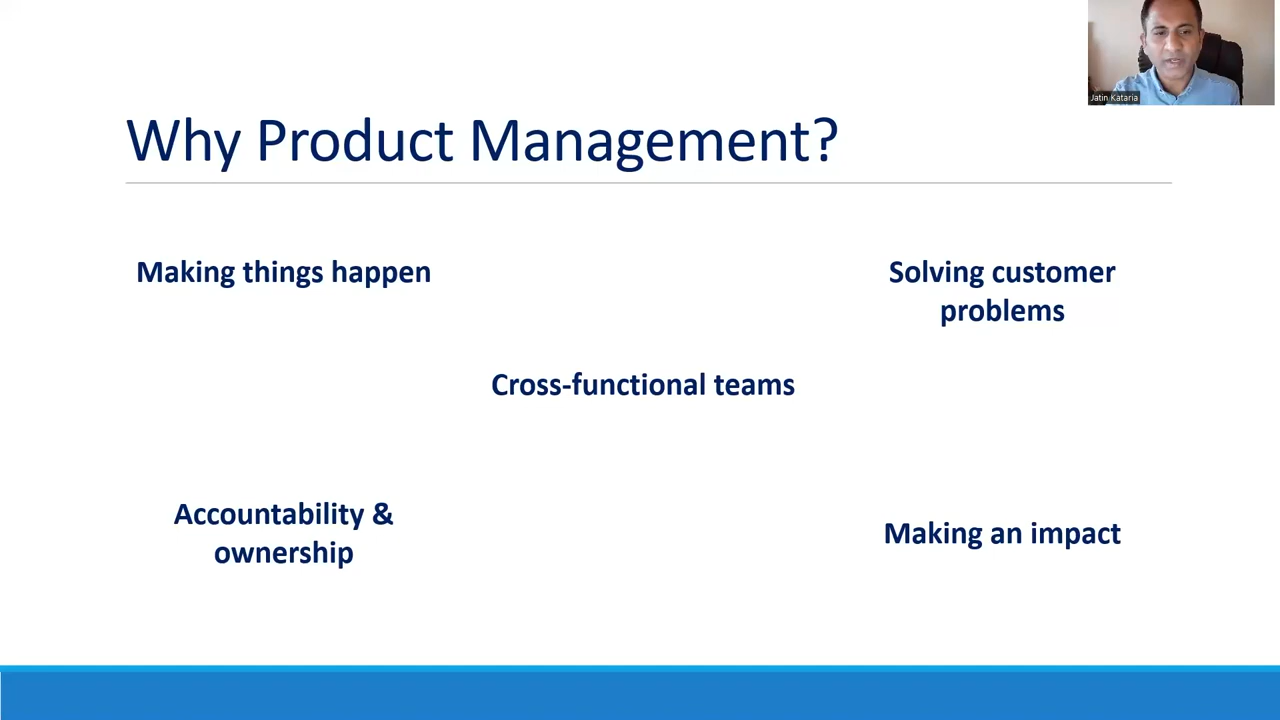 Jatin Kataria
Why Product Management?
Making things happen
Solving customer
problems
Cross-functional teams
Accountability &
ownership
Making an impact